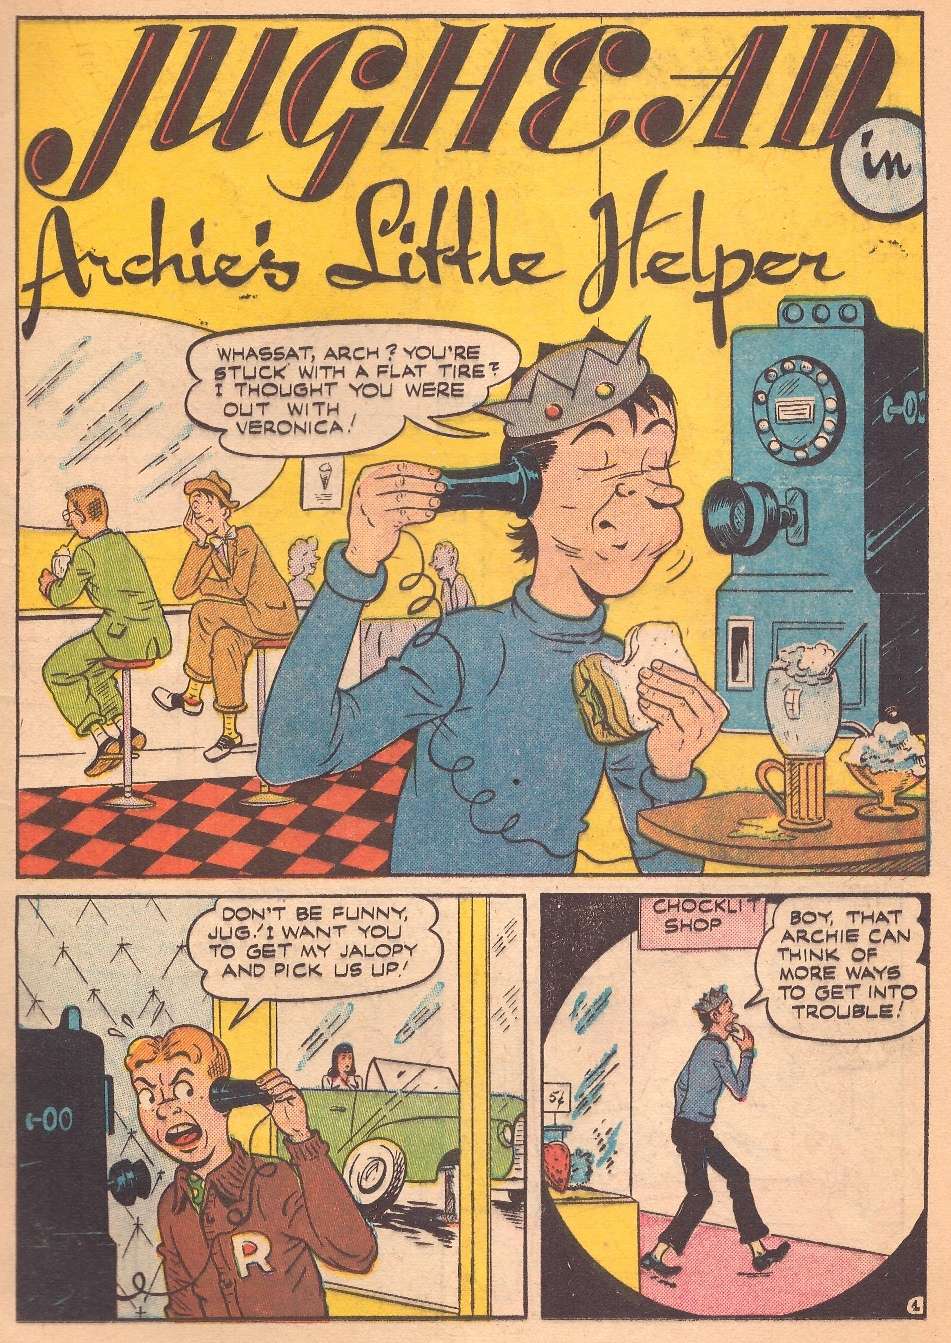 JUGHEAD
in
Archie's Little Helper
WHASSAT, ARCH? YOU'RE
STUCK WITH A FLAT TIRE?
I THOUGHT YOU WERE
OUT WITH
VERONICA!
DON'T BE FUNNY,
JUG! I WANT YOU
TO GET MY JALOPY
AND PICK US UP!
-OO
R
CHOCKLIT
SHOP
BOY, THAT
ARCHIE CAN
THINK OF
MORE WAYS
TO GET INTO
TROUBLE!
5¢
1